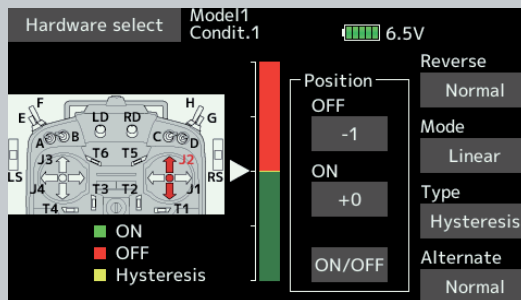 Hardware select
Model1
Condit.1
6.5V
F
H
E
LD
RD
G
A
B
C
D
J3
T6
T5
J2
LS
RS
J4
T3
T2
J1
T4
T1
ON
OFF
Hysteresis
Position
OFF
-1
ON
+0
ON/OFF
Reverse
Normal
Mode
Linear
Type
Hysteresis
Alternate
Normal